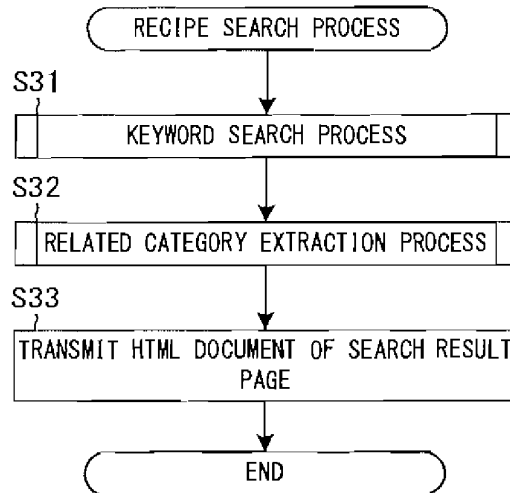 RECIPE SEARCH PROCESS
S31
KEYWORD SEARCH PROCESS
S32
RELATED CATEGORY EXTRACTION PROCESS
S33
TRANSMIT HTML DOCUMENT OF SEARCH RESULT
PAGE
END